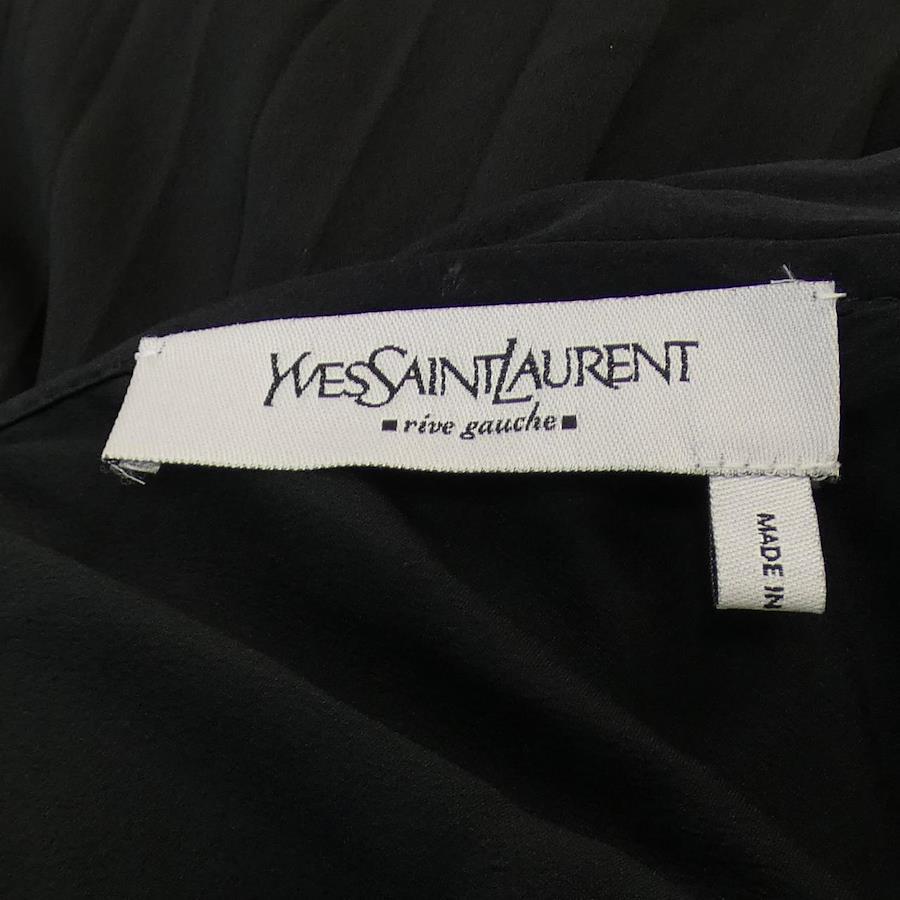 YVESSAINTLAURENT
▪rive gauche▪
MADE IN